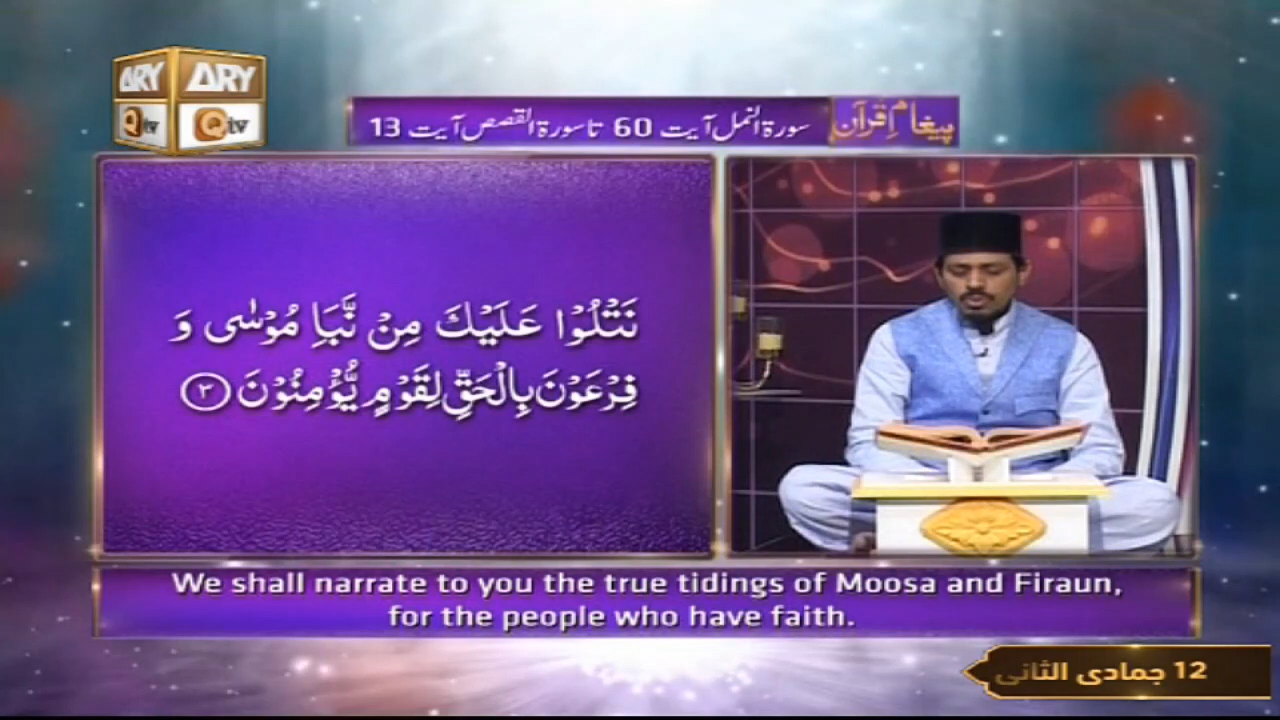 ARY ARY
Qtv Qtv
پیغامِ قرآن
سورۃ النمل آیت 60 تا سورۃ القصص آیت 13
نَتْلُوْا عَلَیْكَ مِنْ نَّبَاِ مُوْسٰی وَ
فِرْعَوْنَ بِالْحَقِّ لِقَوْمٍ یُّؤْمِنُوْنَ ﴿۳﴾
We shall narrate to you the true tidings of Moosa and Firaun,
for the people who have faith.
12 جمادی الثانی